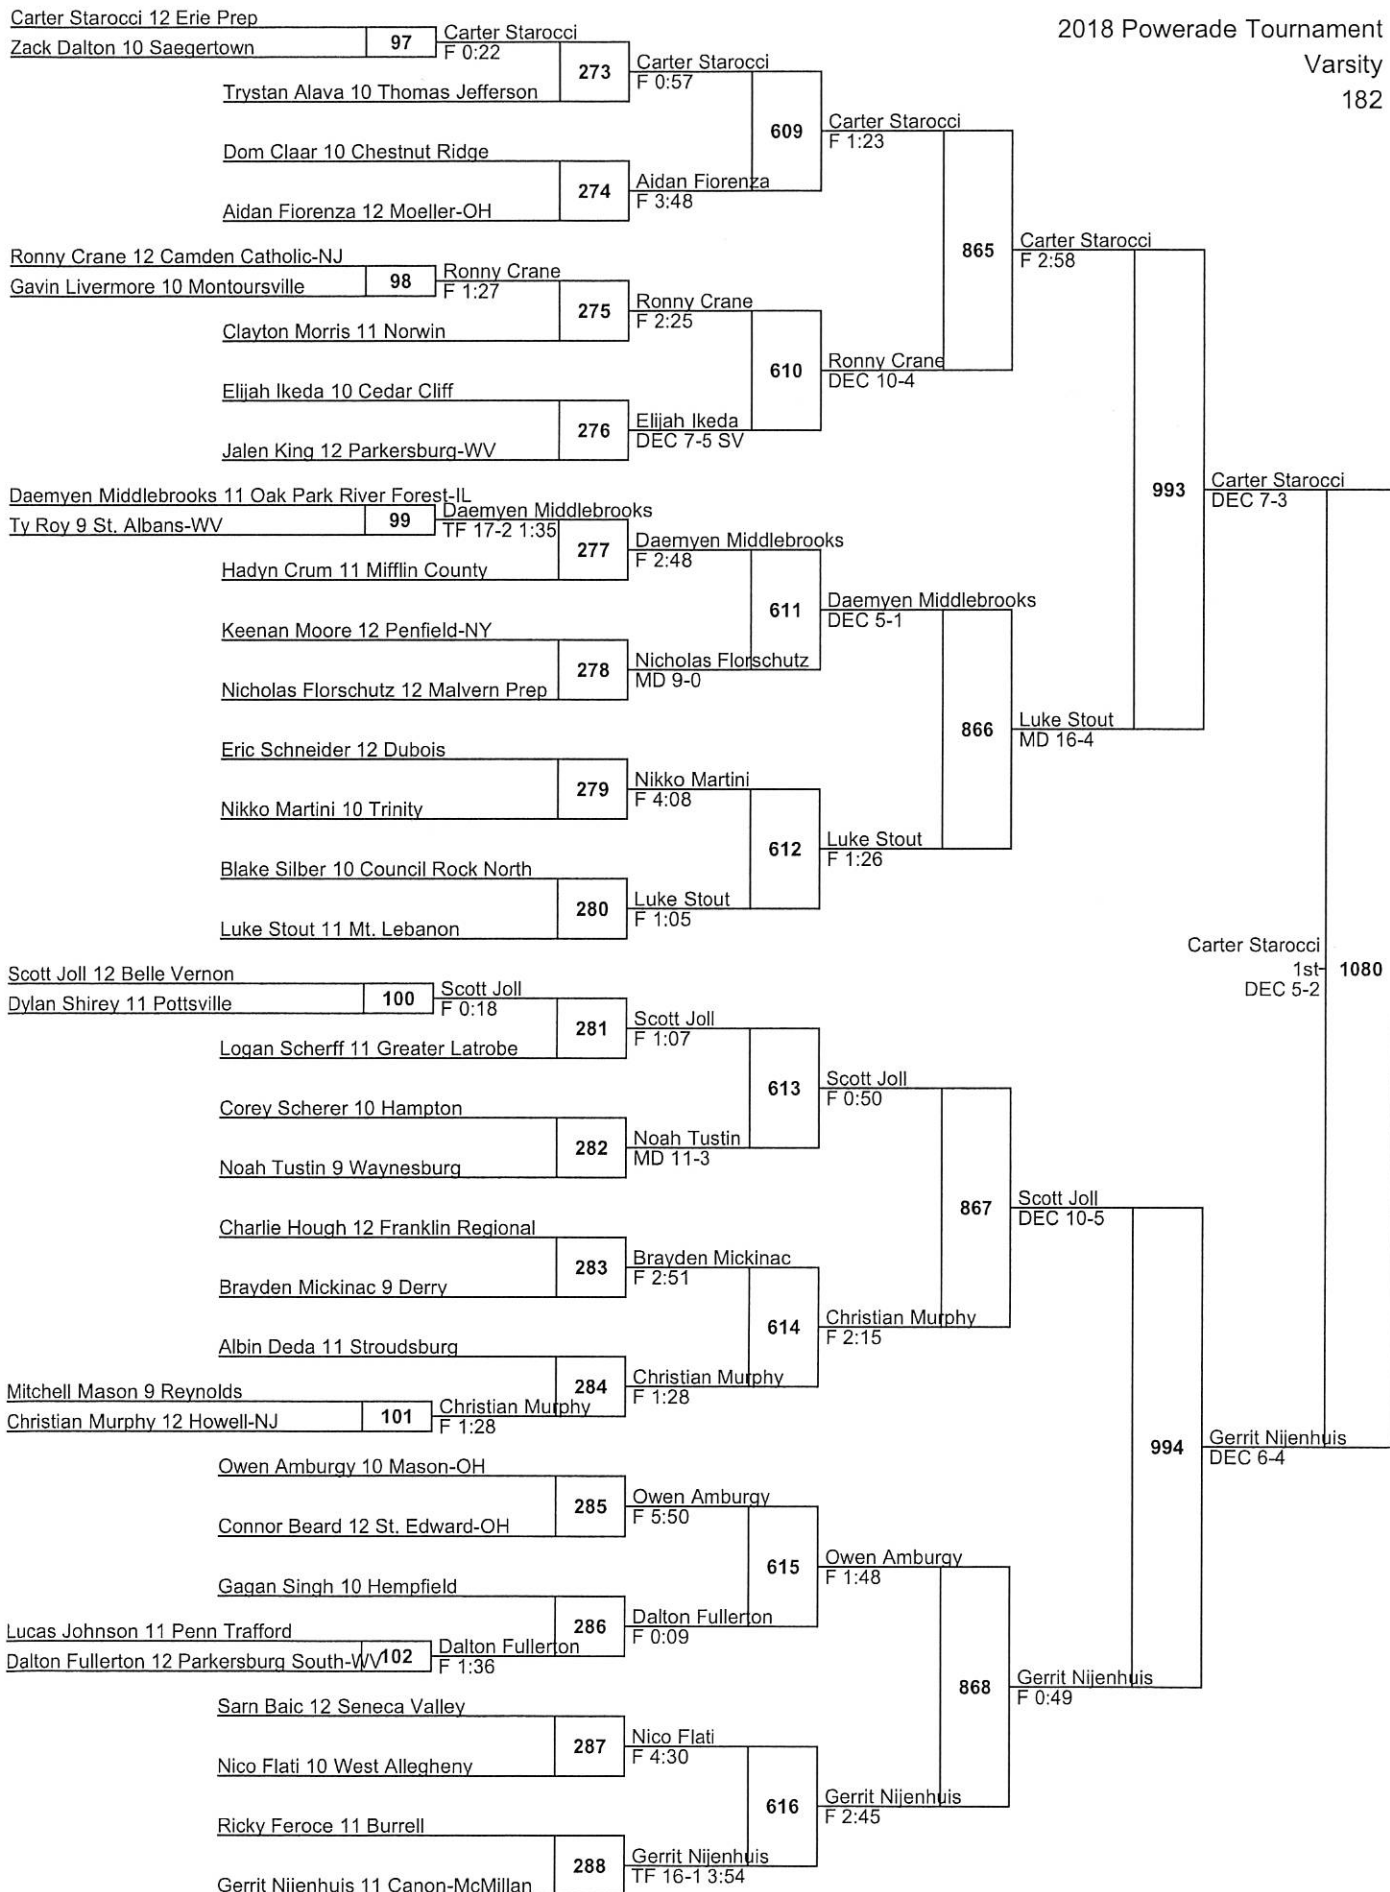 2018 Powerade Tournament
Varsity
182
Carter Starocci 12 Erie Prep
Zack Dalton 10 Saegertown
97
Carter Starocci
F 0:22
Trystan Alava 10 Thomas Jefferson
273
Carter Starocci
F 0:57
Dom Claar 10 Chestnut Ridge
Aidan Fiorenza 12 Moeller-OH
274
Aidan Fiorenza
F 3:48
609
Carter Starocci
F 1:23
Ronny Crane 12 Camden Catholic-NJ
Gavin Livermore 10 Montoursville
98
Ronny Crane
F 1:27
Clayton Morris 11 Norwin
275
Ronny Crane
F 2:25
Elijah Ikeda 10 Cedar Cliff
Jalen King 12 Parkersburg-WV
276
Elijah Ikeda
DEC 7-5 SV
610
Ronny Crane
DEC 10-4
865
Carter Starocci
F 2:58
Daemyen Middlebrooks 11 Oak Park River Forest-IL
Ty Roy 9 St. Albans-WV
99
Daemyen Middlebrooks
TF 17-2 1:35
Hadyn Crum 11 Mifflin County
277
Daemyen Middlebrooks
F 2:48
Keenan Moore 12 Penfield-NY
Nicholas Florschutz 12 Malvern Prep
278
Nicholas Florschutz
MD 9-0
611
Daemyen Middlebrooks
DEC 5-1
Eric Schneider 12 Dubois
Nikko Martini 10 Trinity
279
Nikko Martini
F 4:08
Blake Silber 10 Council Rock North
Luke Stout 11 Mt. Lebanon
280
Luke Stout
F 1:05
612
Luke Stout
F 1:26
866
Luke Stout
MD 16-4
993
Carter Starocci
DEC 7-3
Carter Starocci
1st
DEC 5-2
1080
Scott Joll 12 Belle Vernon
Dylan Shirey 11 Pottsville
100
Scott Joll
F 0:18
Logan Scherff 11 Greater Latrobe
281
Scott Joll
F 1:07
Corey Scherer 10 Hampton
Noah Tustin 9 Waynesburg
282
Noah Tustin
MD 11-3
613
Scott Joll
F 0:50
Charlie Hough 12 Franklin Regional
Brayden Mickinac 9 Derry
283
Brayden Mickinac
F 2:51
Albin Deda 11 Stroudsburg
Mitchell Mason 9 Reynolds
Christian Murphy 12 Howell-NJ
101
Christian Murphy
F 1:28
284
Christian Murphy
F 1:28
614
Christian Murphy
F 2:15
867
Scott Joll
DEC 10-5
Owen Amburgy 10 Mason-OH
Connor Beard 12 St. Edward-OH
285
Owen Amburgy
F 5:50
Gagan Singh 10 Hempfield
Lucas Johnson 11 Penn Trafford
Dalton Fullerton 12 Parkersburg South-WV
102
Dalton Fullerton
F 1:36
286
Dalton Fullerton
F 0:09
615
Owen Amburgy
F 1:48
Sarn Baic 12 Seneca Valley
Nico Flati 10 West Allegheny
287
Nico Flati
F 4:30
Ricky Feroce 11 Burrell
Gerrit Nijenhuis 11 Canon-McMillan
288
Gerrit Nijenhuis
TF 16-1 3:54
616
Gerrit Nijenhuis
F 2:45
868
Gerrit Nijenhuis
F 0:49
994
Gerrit Nijenhuis
DEC 6-4